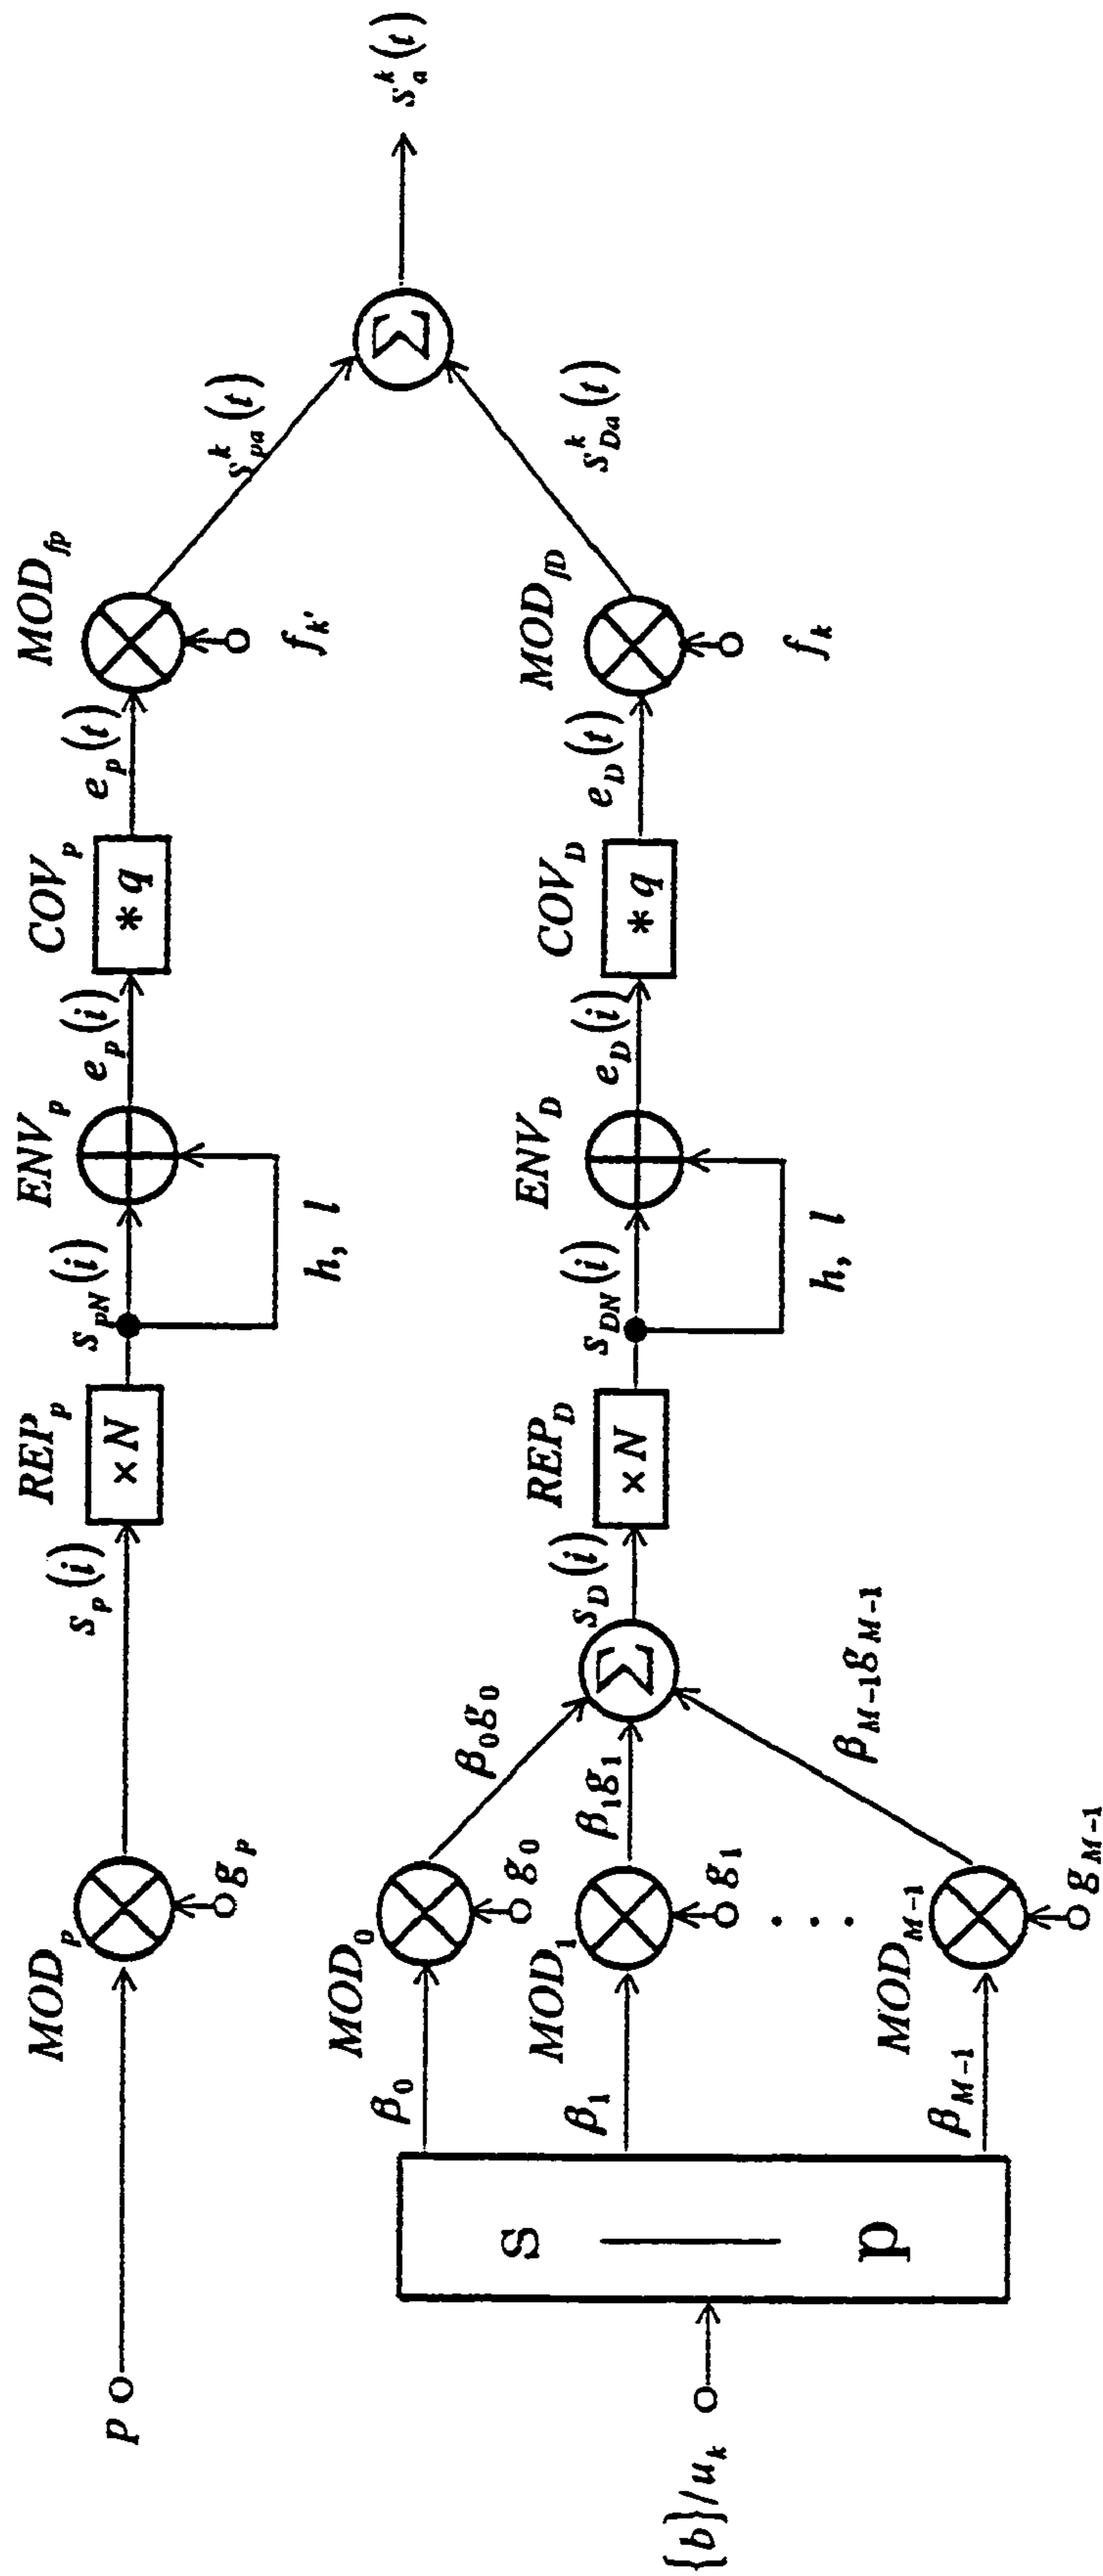 p
MOD_p
g_p
s_p(i)
REP_p
×N
s_pN(i)
h, l
ENV_p
e_p(i)
COV_p
*q
e_p(t)
MOD_fp
f_k'
s^k_pa(t)
{b}/u_k
s
p
β_0
MOD_0
g_0
β_0g_0
β_1
MOD_1
g_1
β_1g_1
. . .
β_M-1
MOD_M-1
g_M-1
β_M-1g_M-1
Σ
s_D(i)
REP_D
×N
s_DN(i)
h, l
ENV_D
e_D(i)
COV_D
*q
e_D(t)
MOD_fD
f_k
s^k_Da(t)
Σ
s^k_a(t)